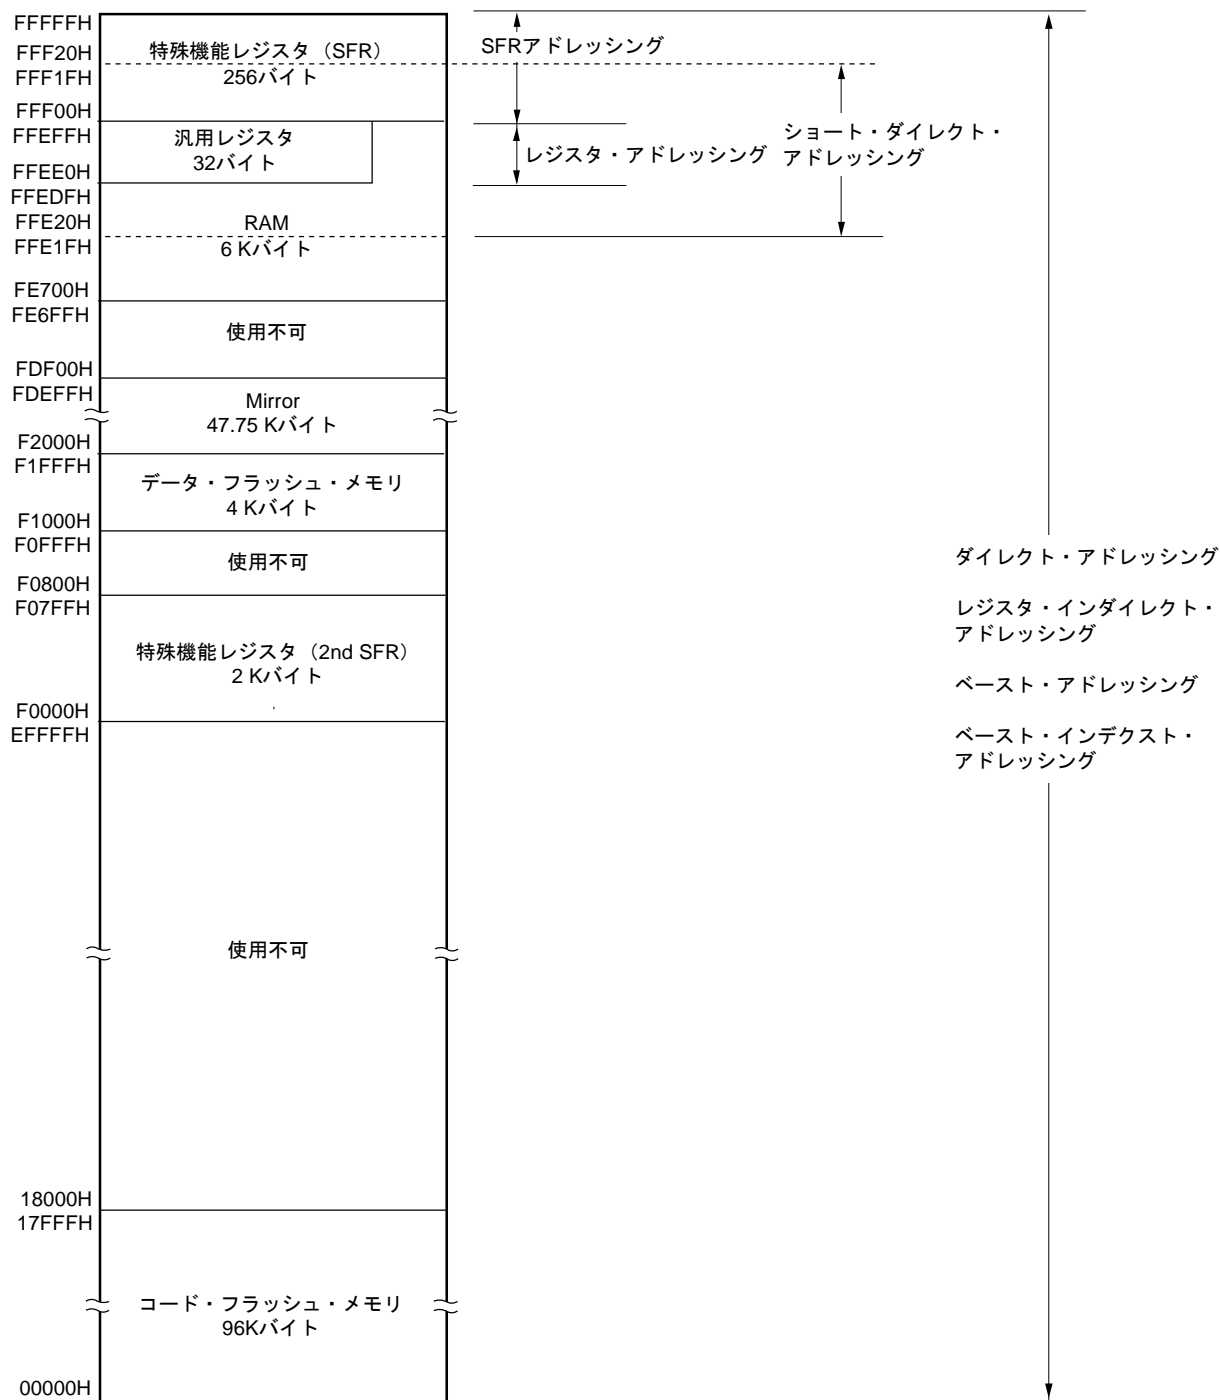 FFFFFH
FFF20H
FFF1FH
FFF00H
FFEFFH
FFEE0H
FFEDFH
FFE20H
FFE1FH
FE700H
FE6FFH
FDF00H
FDEFFH
F2000H
F1FFFH
F1000H
F0FFFH
F0800H
F07FFH
F0000H
EFFFFH
18000H
17FFFH
00000H
特殊機能レジスタ（SFR）
256バイト
汎用レジスタ
32バイト
RAM
6 Kバイト
使用不可
Mirror
47.75 Kバイト
データ・フラッシュ・メモリ
4 Kバイト
使用不可
特殊機能レジスタ（2nd SFR）
2 Kバイト
使用不可
コード・フラッシュ・メモリ
96Kバイト
SFRアドレッシング
レジスタ・アドレッシング
ショート・ダイレクト・
アドレッシング
ダイレクト・アドレッシング
レジスタ・インダイレクト・
アドレッシング
ベースト・アドレッシング
ベースト・インデクスト・
アドレッシング